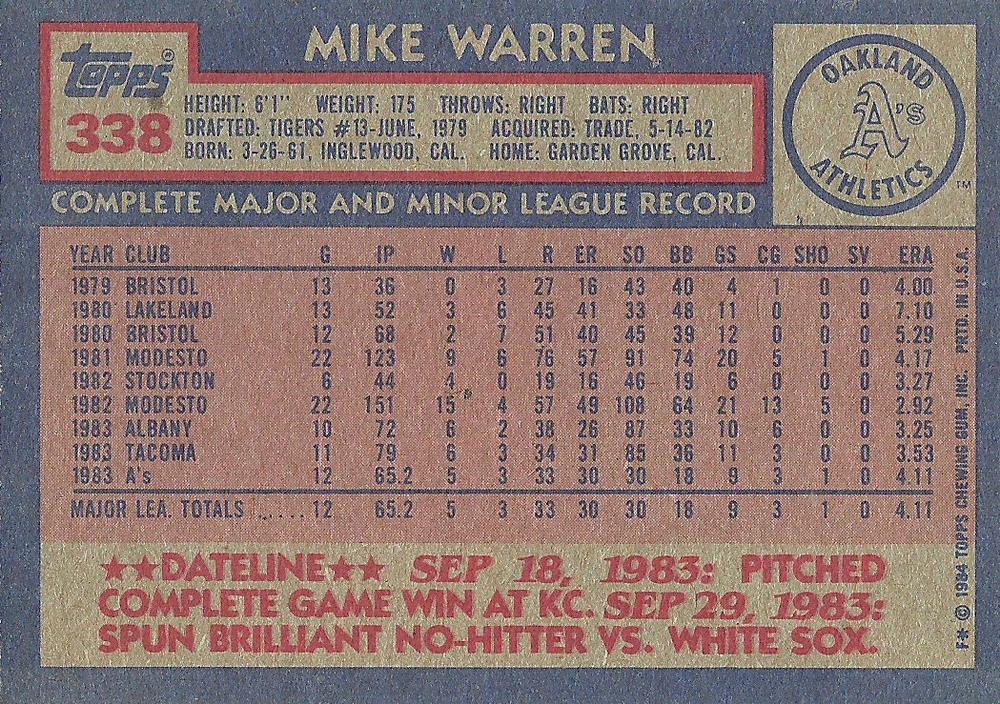 MIKE WARREN
Topps®
338
HEIGHT: 6'1" WEIGHT: 175 THROWS: RIGHT BATS: RIGHT
DRAFTED: TIGERS #13-JUNE, 1979 ACQUIRED: TRADE, 5-14-82
BORN: 3-26-61, INGLEWOOD, CAL. HOME: GARDEN GROVE, CAL.
OAKLAND
A's
ATHLETICS
TM
COMPLETE MAJOR AND MINOR LEAGUE RECORD
YEAR CLUB G IP W L R ER SO BB GS CG SHO SV ERA
1979 BRISTOL 13 36 0 3 27 16 43 40 4 1 0 0 4.00
1980 LAKELAND 13 52 3 6 45 41 33 48 11 0 0 0 7.10
1980 BRISTOL 12 68 2 7 51 40 45 39 12 0 0 0 5.29
1981 MODESTO 22 123 9 6 76 57 91 74 20 5 1 0 4.17
1982 STOCKTON 6 44 4 0 19 16 46 19 6 0 0 0 3.27
1982 MODESTO 22 151 15 4 57 49 108 64 21 13 5 0 2.92
1983 ALBANY 10 72 6 2 38 26 87 33 10 6 0 0 3.25
1983 TACOMA 11 79 6 3 34 31 85 36 11 3 0 0 3.53
1983 A's 12 65.2 5 3 33 30 30 18 9 3 1 0 4.11
MAJOR LEA. TOTALS ...... 12 65.2 5 3 33 30 30 18 9 3 1 0 4.11
★★DATELINE★★ SEP 18, 1983: PITCHED
COMPLETE GAME WIN AT KC. SEP 29, 1983:
SPUN BRILLIANT NO-HITTER VS. WHITE SOX.
F* © 1984 TOPPS CHEWING GUM, INC. PRTD. IN U.S.A.